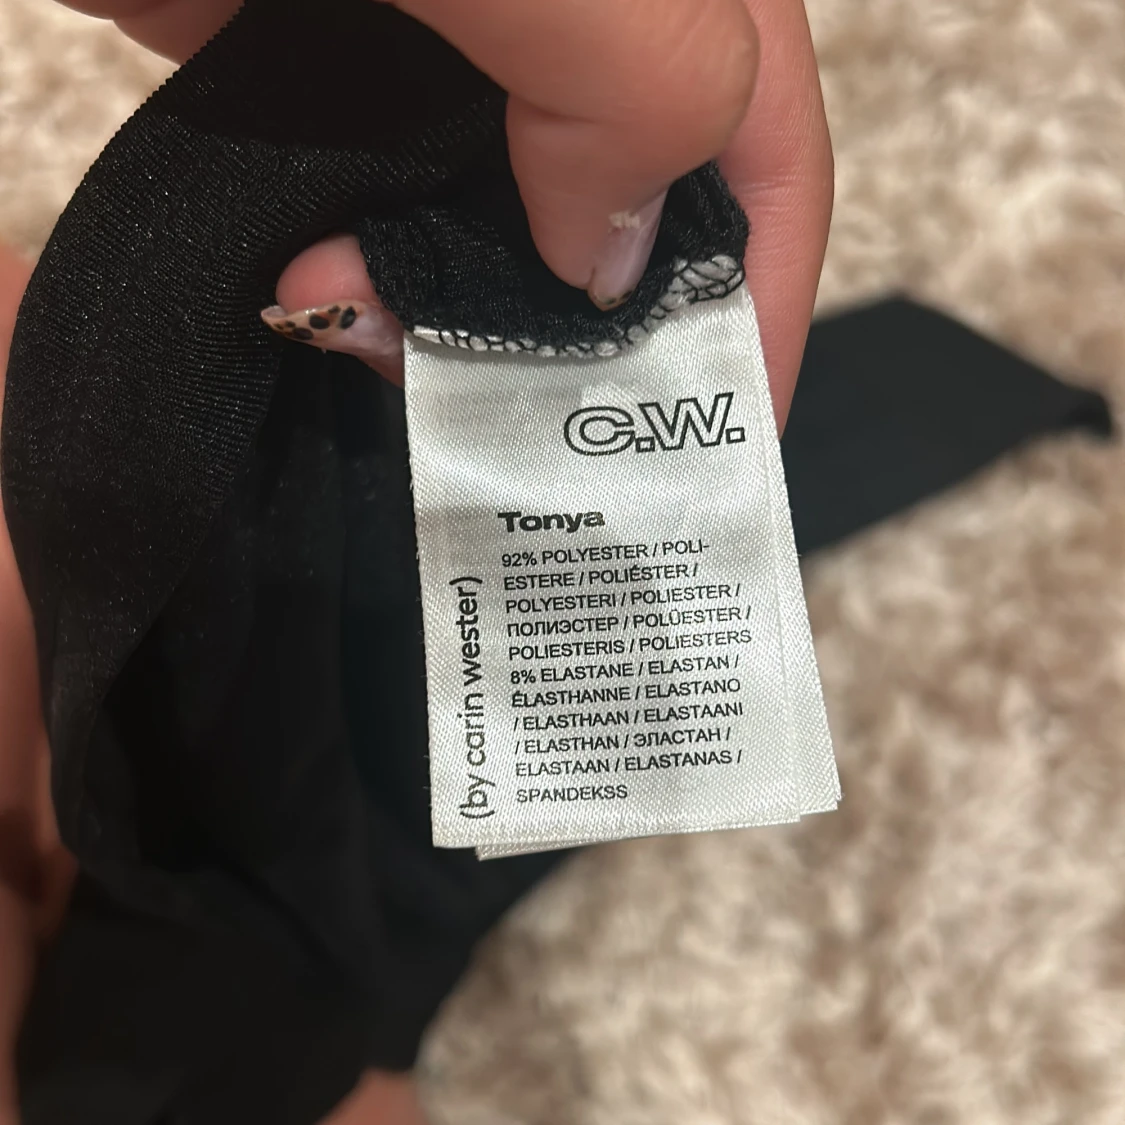 C.W.
Tonya
92% POLYESTER / POLI-
ESTERE / POLIÉSTER /
POLYESTERI / POLIESTER /
ПОЛИЭСТЕР / POLÜESTER /
POLIESTERIS / POLIESTERS
8% ELASTANE / ELASTAN /
ÉLASTHANNE / ELASTANO
/ ELASTHAAN / ELASTAANI
/ ELASTHAN / ЭЛАСТАН /
ELASTAAN / ELASTANAS /
SPANDEKSS
(by carin wester)